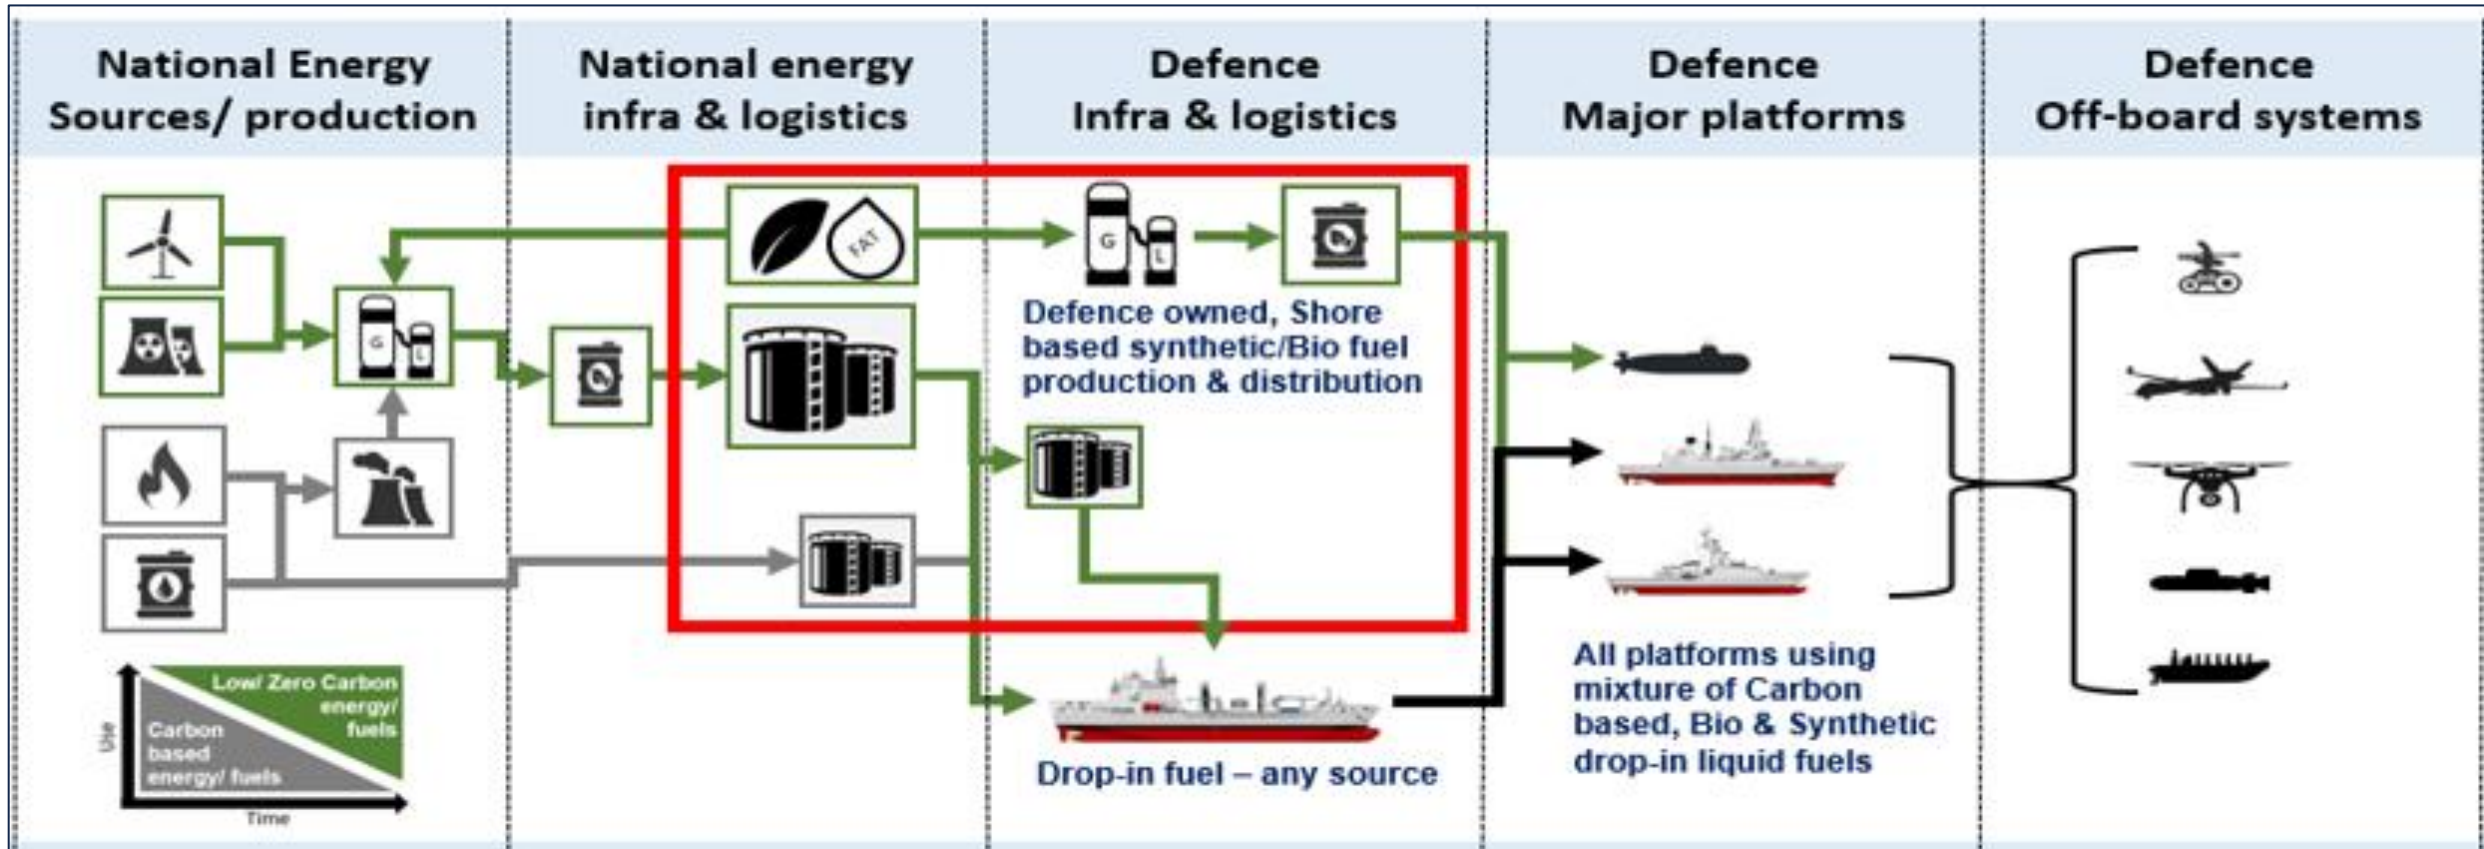 National Energy
Sources/ production
National energy
infra & logistics
Defence
Infra & logistics
Defence
Major platforms
Defence
Off-board systems
FAT
G
L
G
L
Defence owned, Shore
based synthetic/Bio fuel
production & distribution
Low/ Zero Carbon
energy/
fuels
Carbon
based
energy/ fuels
Use
Time
Drop-in fuel – any source
All platforms using
mixture of Carbon
based, Bio & Synthetic
drop-in liquid fuels